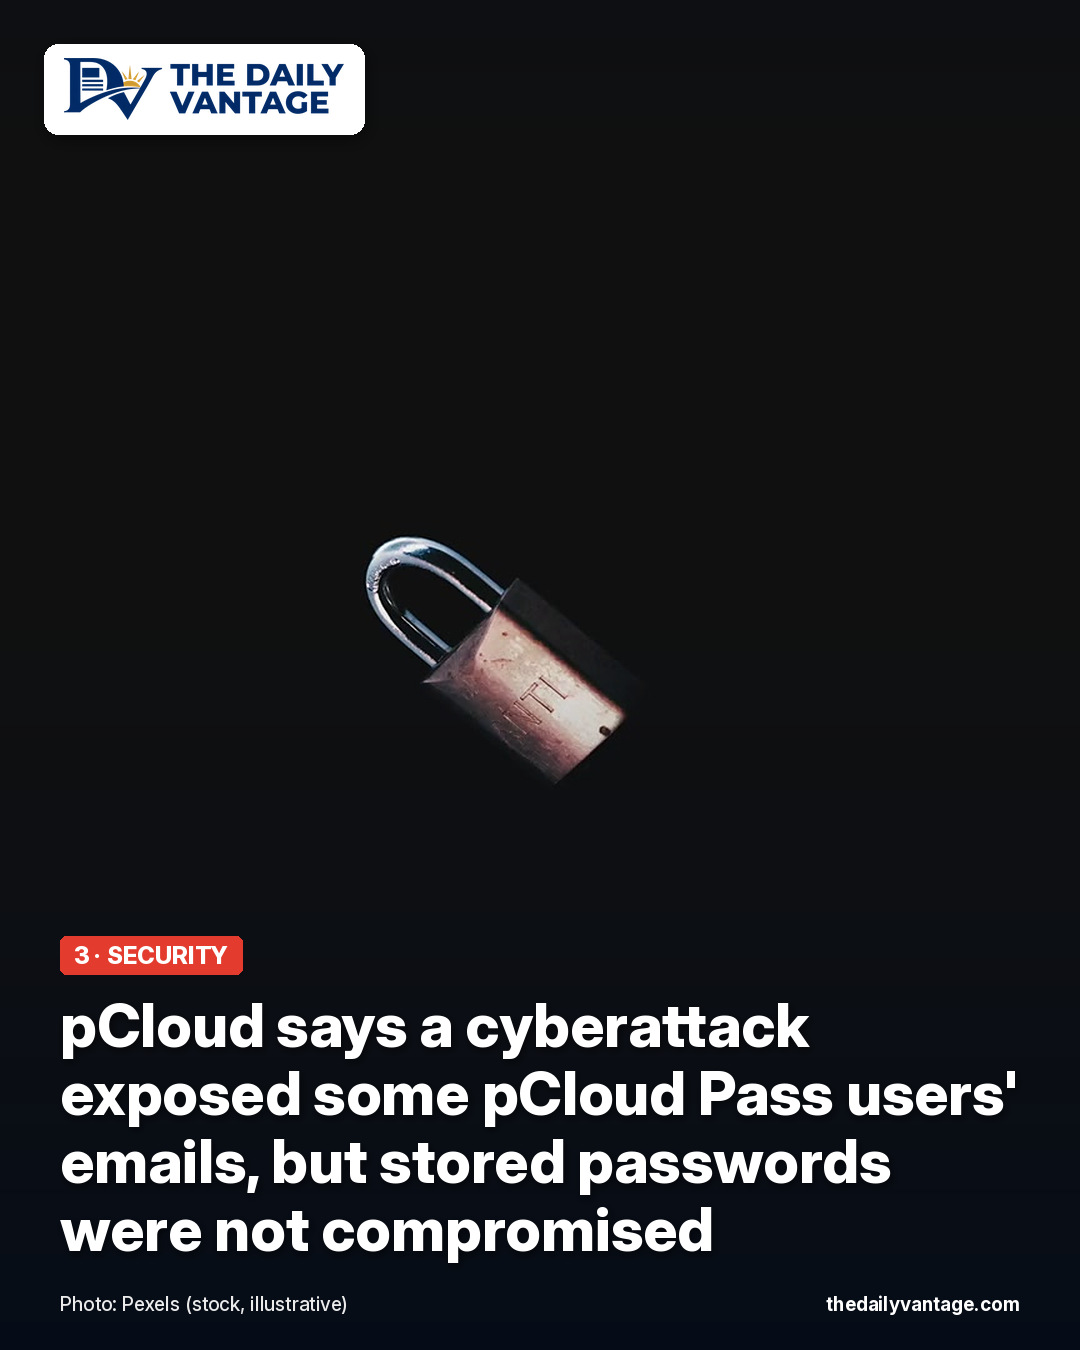 THE DAILY
VANTAGE
NTI
3 · SECURITY
pCloud says a cyberattack
exposed some pCloud Pass users'
emails, but stored passwords
were not compromised
Photo: Pexels (stock, illustrative)
thedailyvantage.com